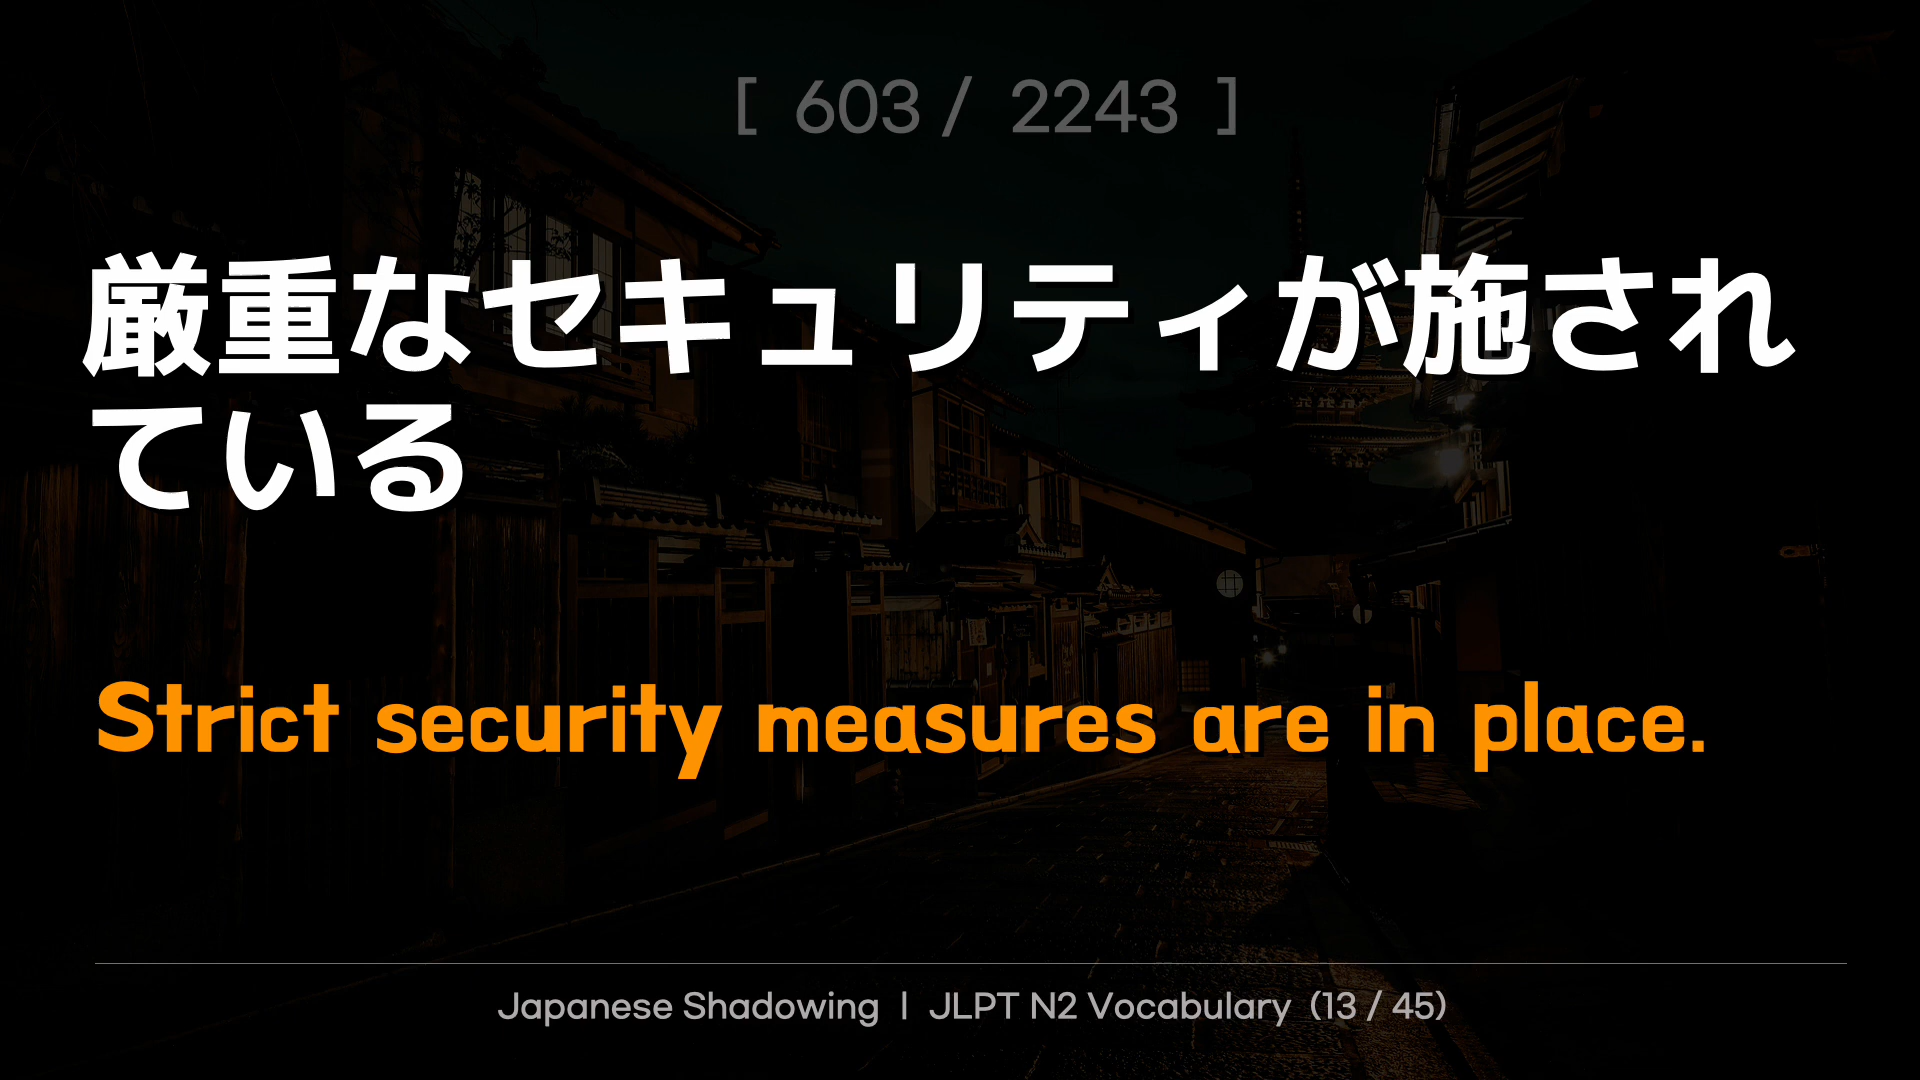 [ 603 / 2243 ]
厳重なセキュリティが施され
ている
Strict security measures are in place.
Japanese Shadowing | JLPT N2 Vocabulary (13 / 45)